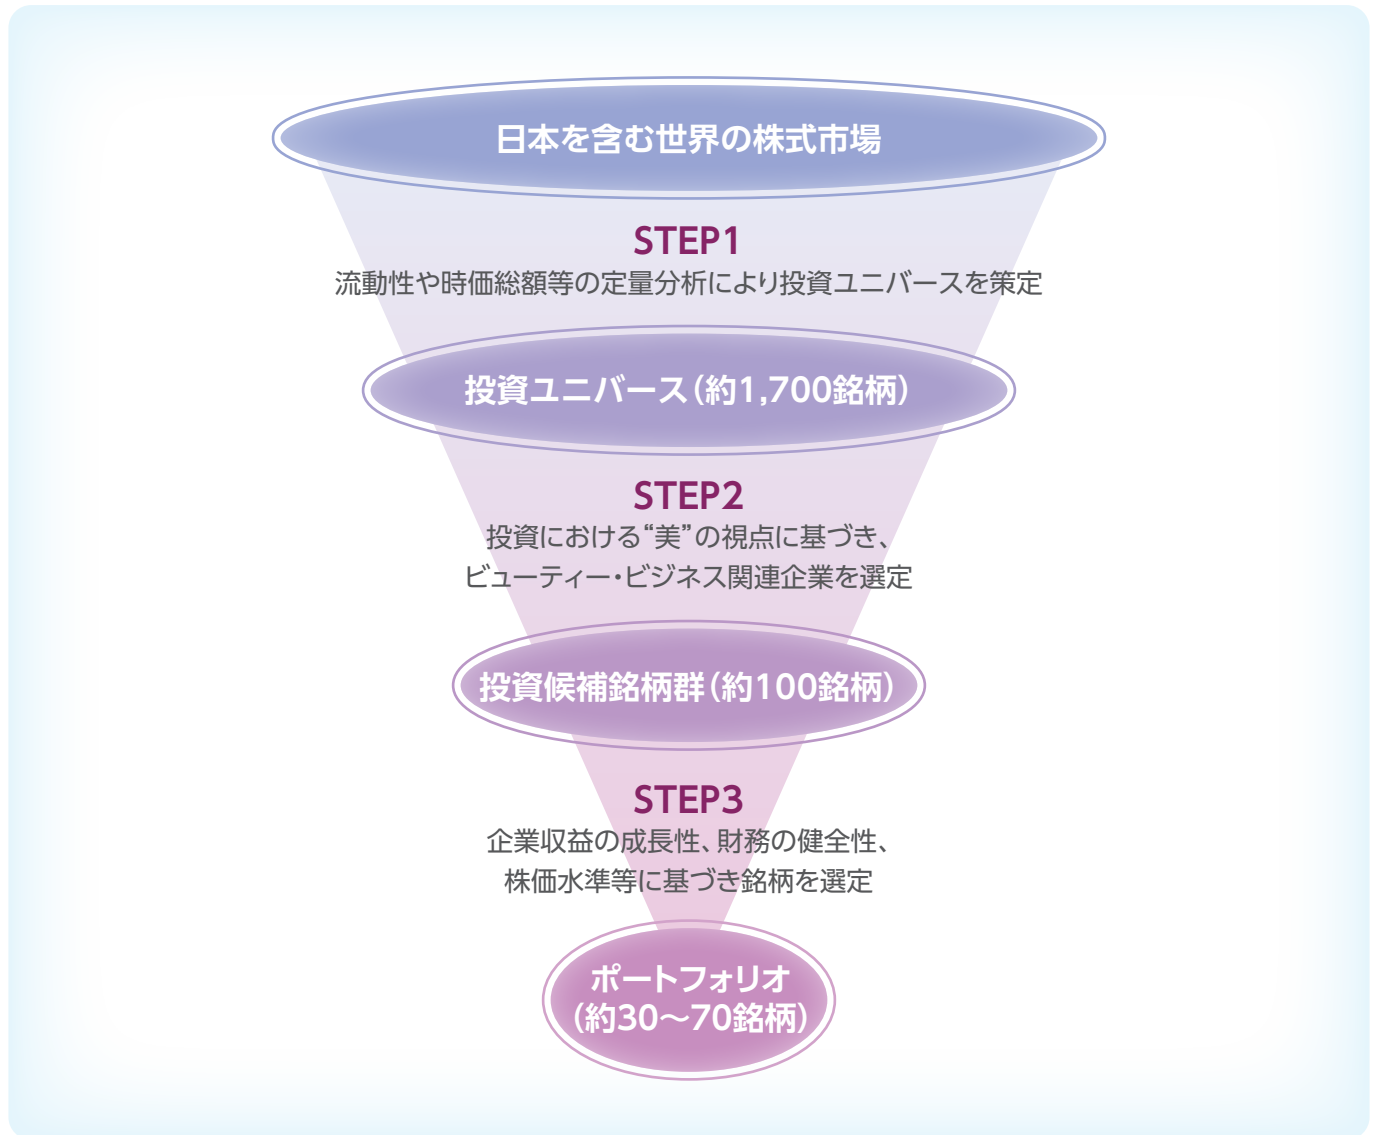 日本を含む世界の株式市場
STEP1
流動性や時価総額等の定量分析により投資ユニバースを策定
投資ユニバース（約1,700銘柄）
STEP2
投資における“美”の視点に基づき、
ビューティー・ビジネス関連企業を選定
投資候補銘柄群（約100銘柄）
STEP3
企業収益の成長性、財務の健全性、
株価水準等に基づき銘柄を選定
ポートフォリオ
（約30～70銘柄）